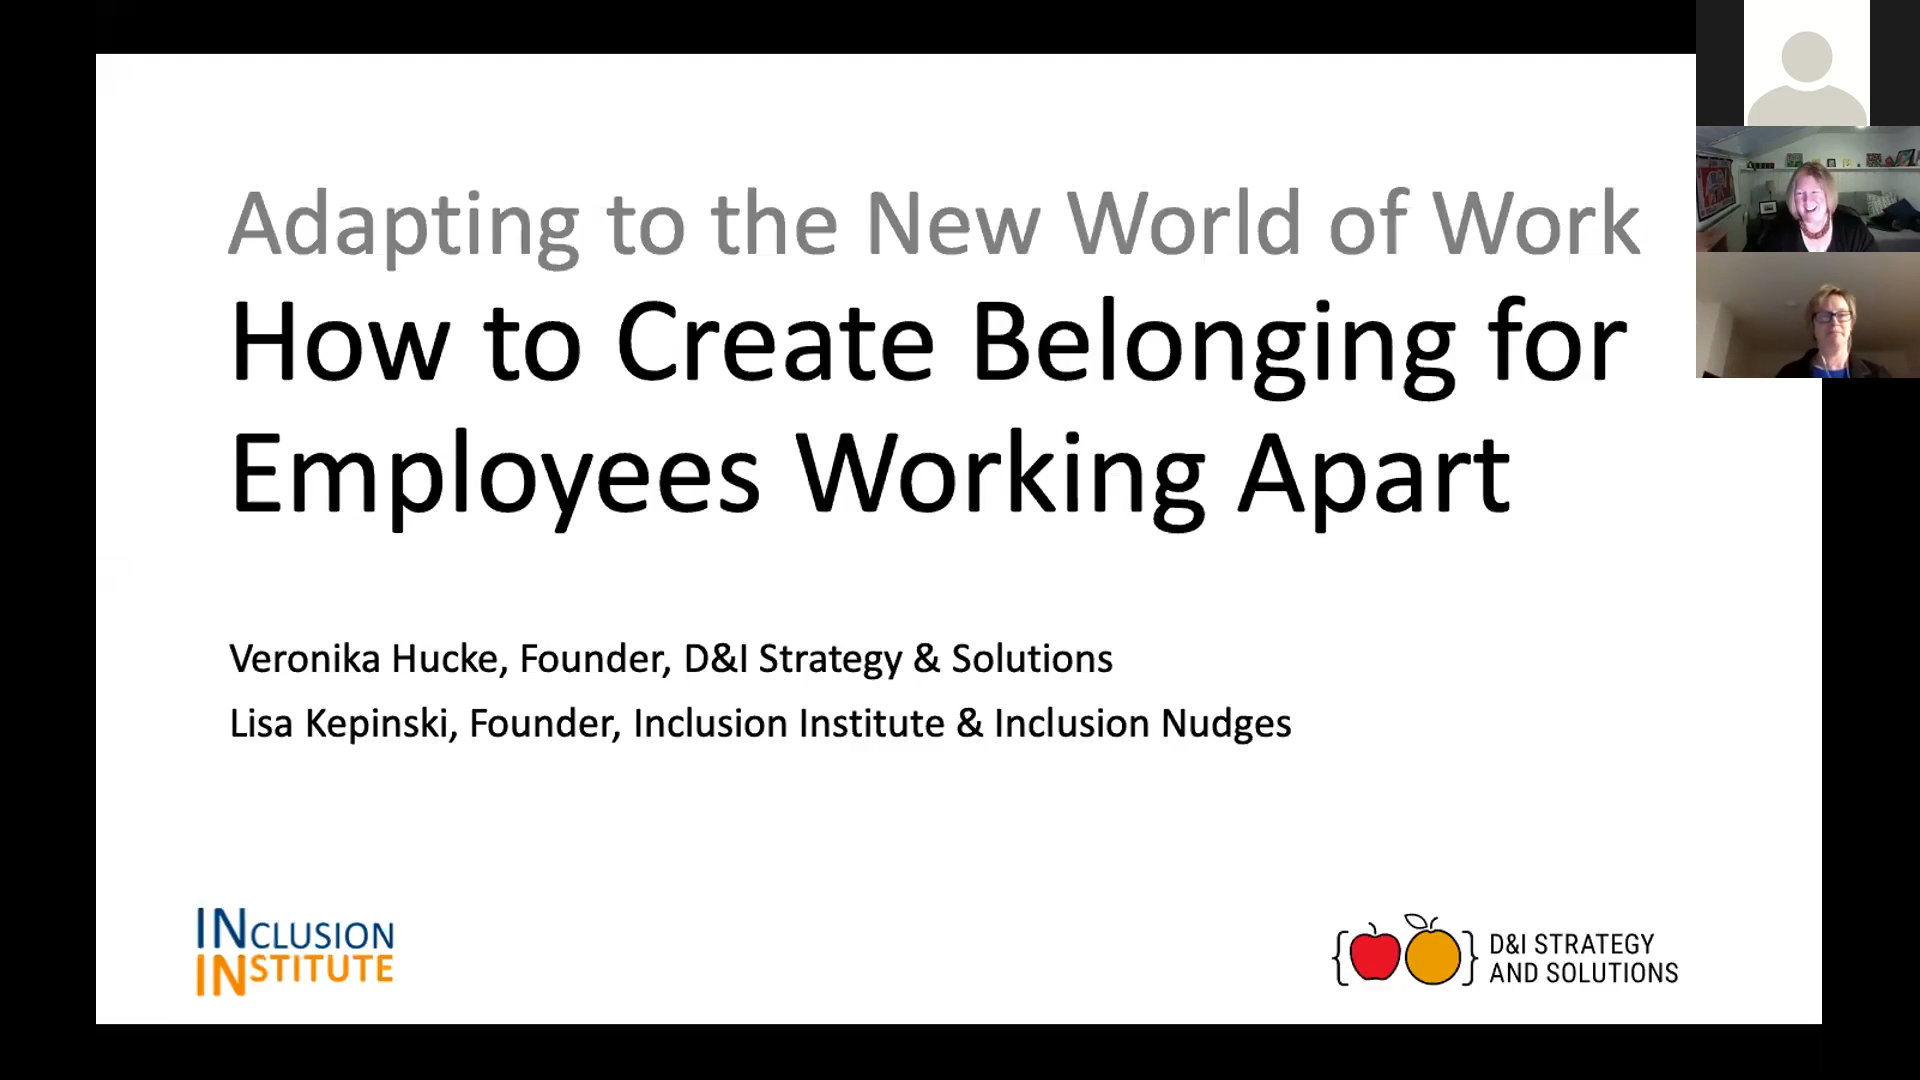 Adapting to the New World of Work
How to Create Belonging for
Employees Working Apart
Veronika Hucke, Founder, D&I Strategy & Solutions
Lisa Kepinski, Founder, Inclusion Institute & Inclusion Nudges
INCLUSION
INSTITUTE
D&I STRATEGY
AND SOLUTIONS